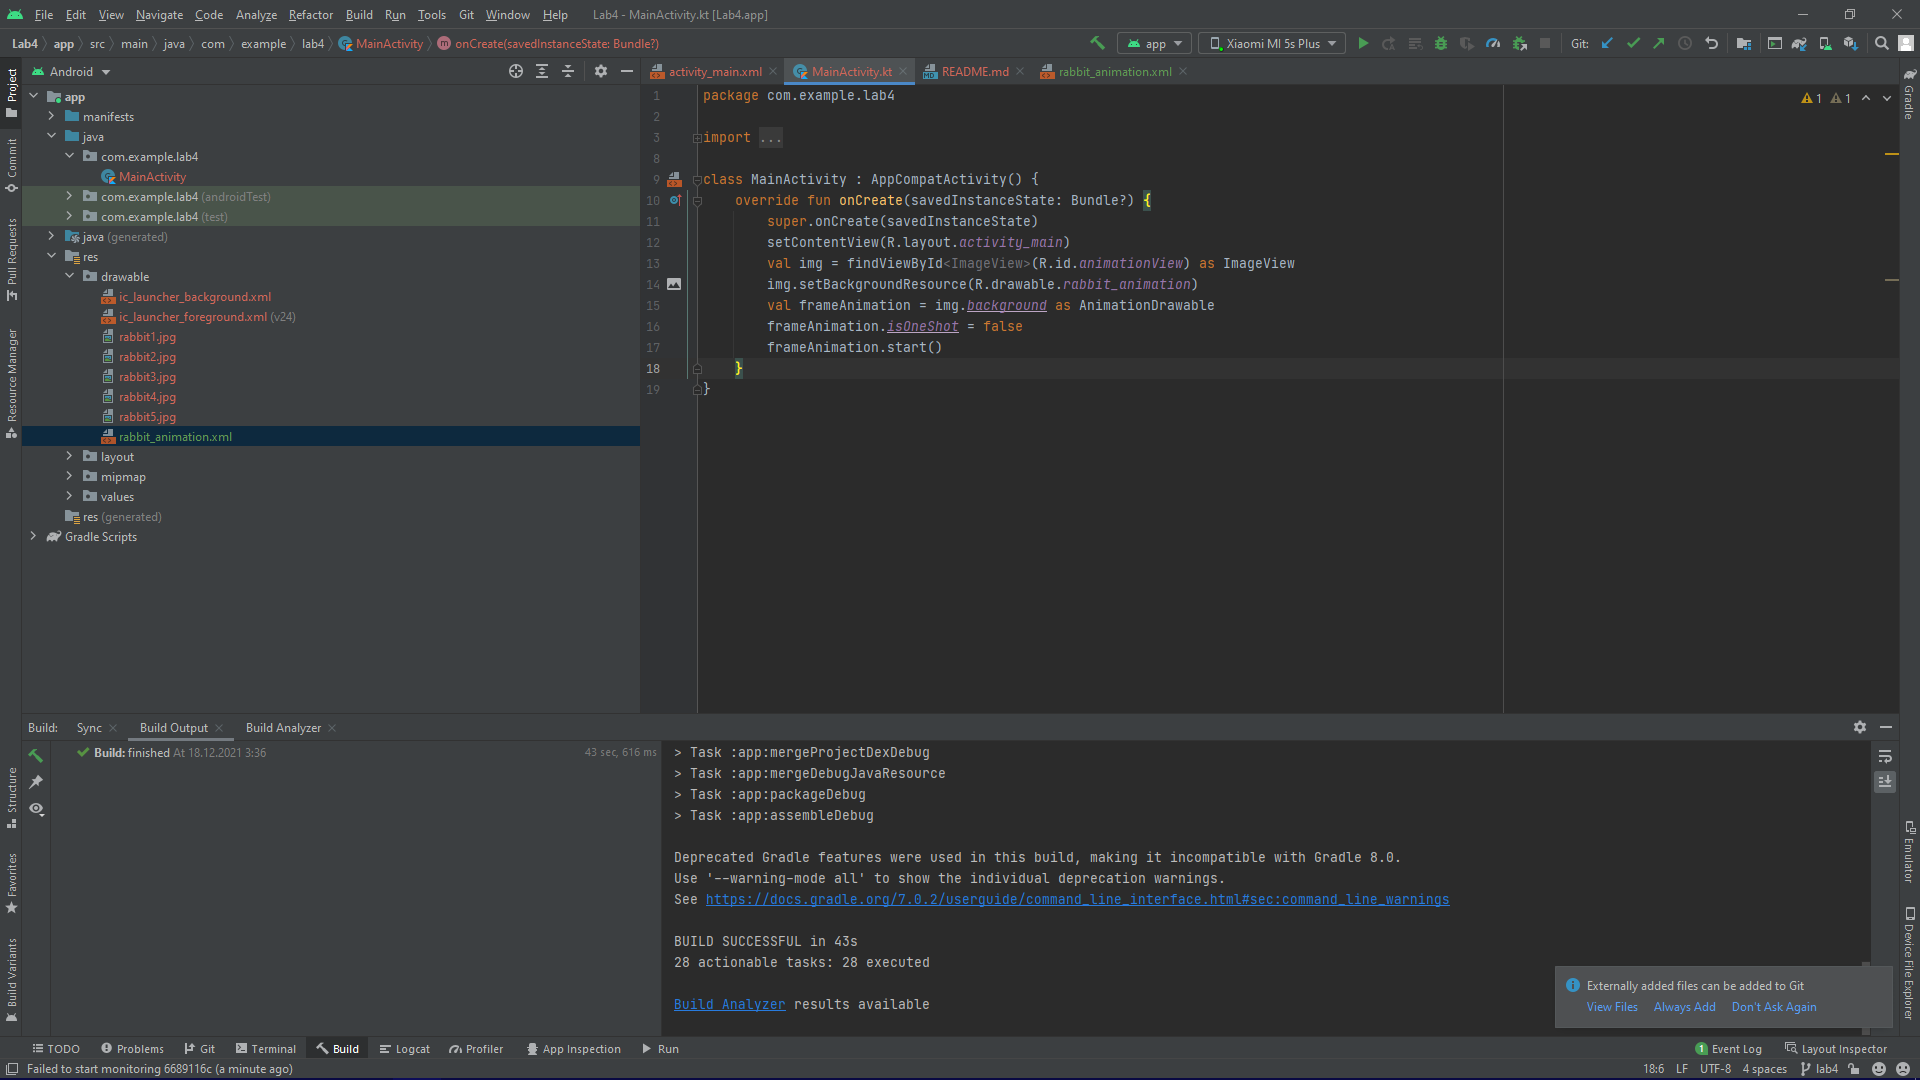 File Edit View Navigate Code Analyze Refactor Build Run Tools Git Window Help Lab4 - MainActivity.kt [Lab4.app]
Lab4 app src main java com example lab4 MainActivity onCreate(savedInstanceState: Bundle?) app Xiaomi MI 5s Plus Git:
Project
Commit
Pull Requests
Resource Manager
Structure
Favorites
Build Variants
Android
app
manifests
java
com.example.lab4
MainActivity
com.example.lab4 (androidTest)
com.example.lab4 (test)
java (generated)
res
drawable
ic_launcher_background.xml
ic_launcher_foreground.xml (v24)
rabbit1.jpg
rabbit2.jpg
rabbit3.jpg
rabbit4.jpg
rabbit5.jpg
rabbit_animation.xml
layout
mipmap
values
res (generated)
Gradle Scripts
activity_main.xml MainActivity.kt README.md rabbit_animation.xml
1 package com.example.lab4
2
3 import ...
8
9 class MainActivity : AppCompatActivity() {
10 override fun onCreate(savedInstanceState: Bundle?) {
11 super.onCreate(savedInstanceState)
12 setContentView(R.layout.activity_main)
13 val img = findViewById<ImageView>(R.id.animationView) as ImageView
14 img.setBackgroundResource(R.drawable.rabbit_animation)
15 val frameAnimation = img.background as AnimationDrawable
16 frameAnimation.isOneShot = false
17 frameAnimation.start()
18 }
19 }
1 1
Gradle
Emulator
Device File Explorer
Build: Sync Build Output Build Analyzer
Build: finished At 18.12.2021 3:36 43 sec, 616 ms
> Task :app:mergeProjectDexDebug
> Task :app:mergeDebugJavaResource
> Task :app:packageDebug
> Task :app:assembleDebug
Deprecated Gradle features were used in this build, making it incompatible with Gradle 8.0.
Use '--warning-mode all' to show the individual deprecation warnings.
See https://docs.gradle.org/7.0.2/userguide/command_line_interface.html#sec:command_line_warnings
BUILD SUCCESSFUL in 43s
28 actionable tasks: 28 executed
Build Analyzer results available
Externally added files can be added to Git
View Files Always Add Don't Ask Again
TODO Problems Git Terminal Build Logcat Profiler App Inspection Run 1 Event Log Layout Inspector
Failed to start monitoring 6689116c (a minute ago) 18:6 LF UTF-8 4 spaces lab4